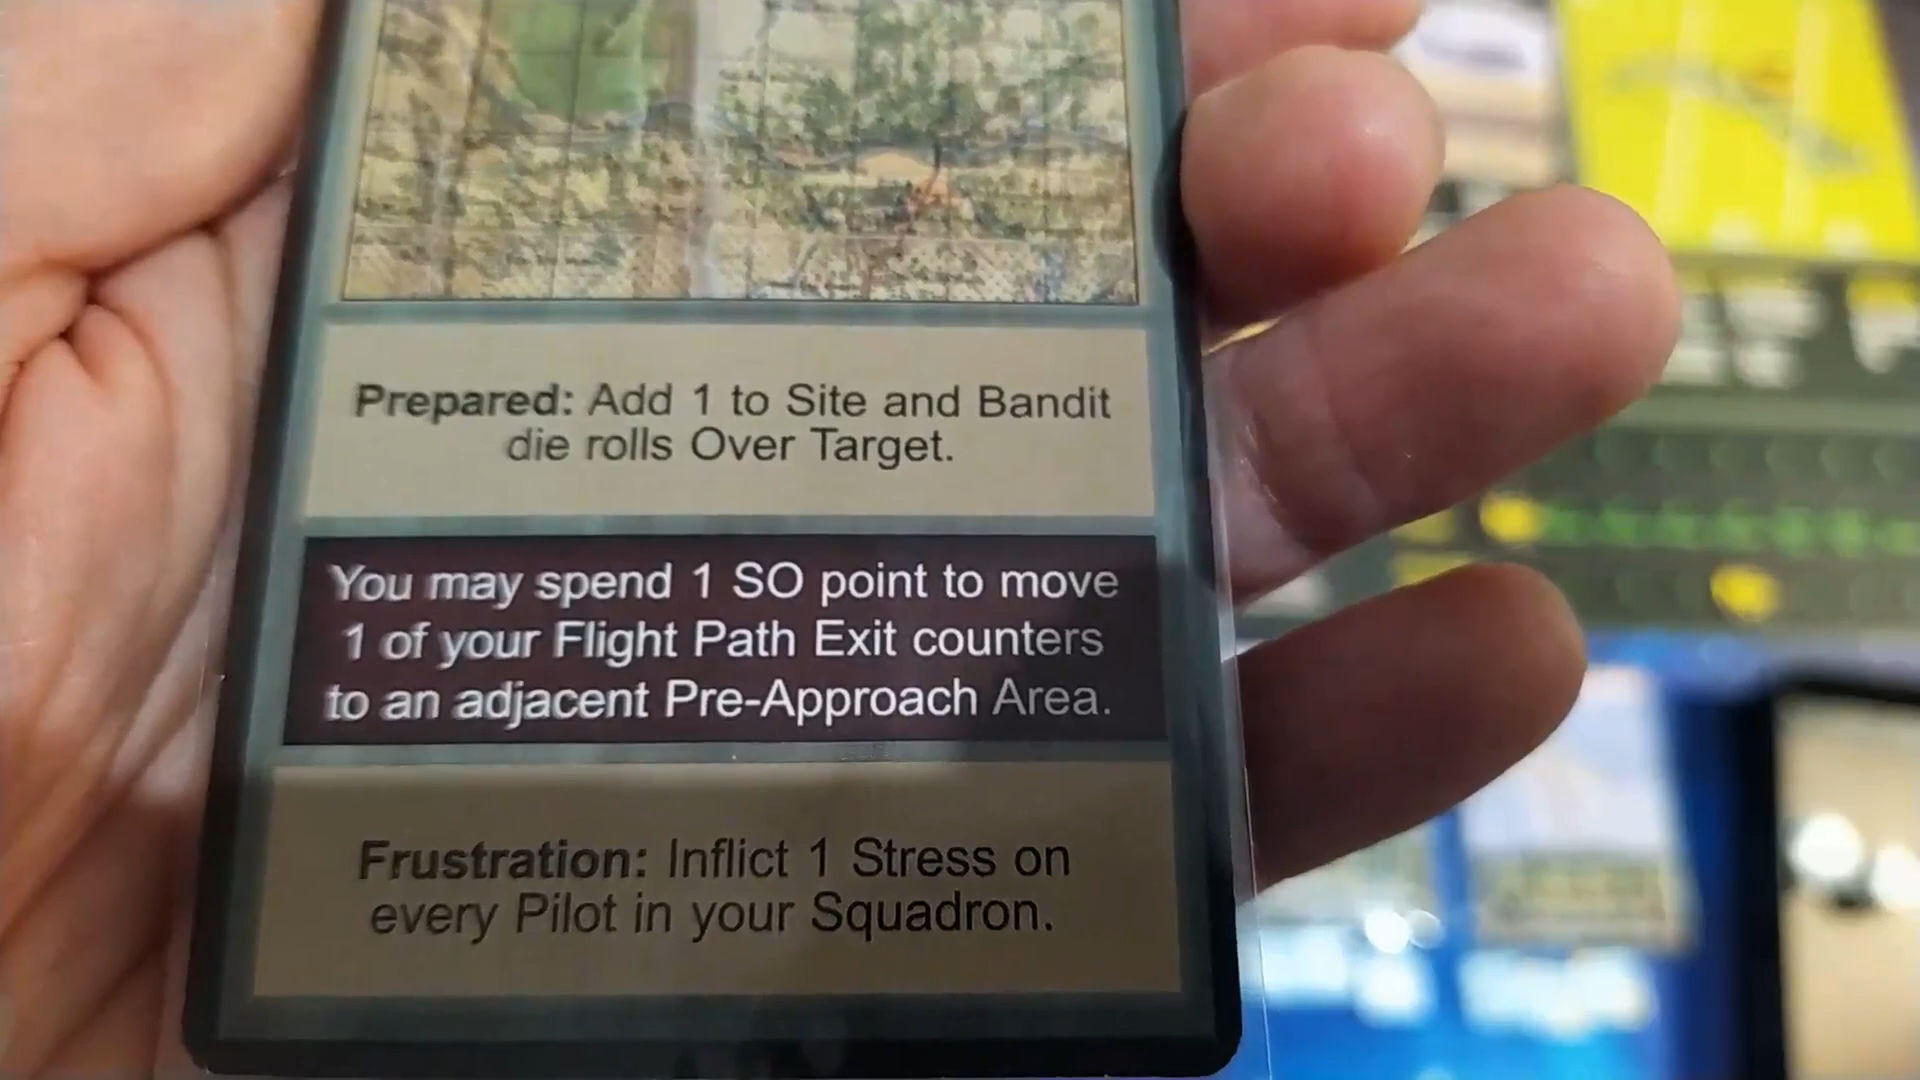 Prepared: Add 1 to Site and Bandit
die rolls Over Target.
You may spend 1 SO point to move
1 of your Flight Path Exit counters
to an adjacent Pre-Approach Area.
Frustration: Inflict 1 Stress on
every Pilot in your Squadron.